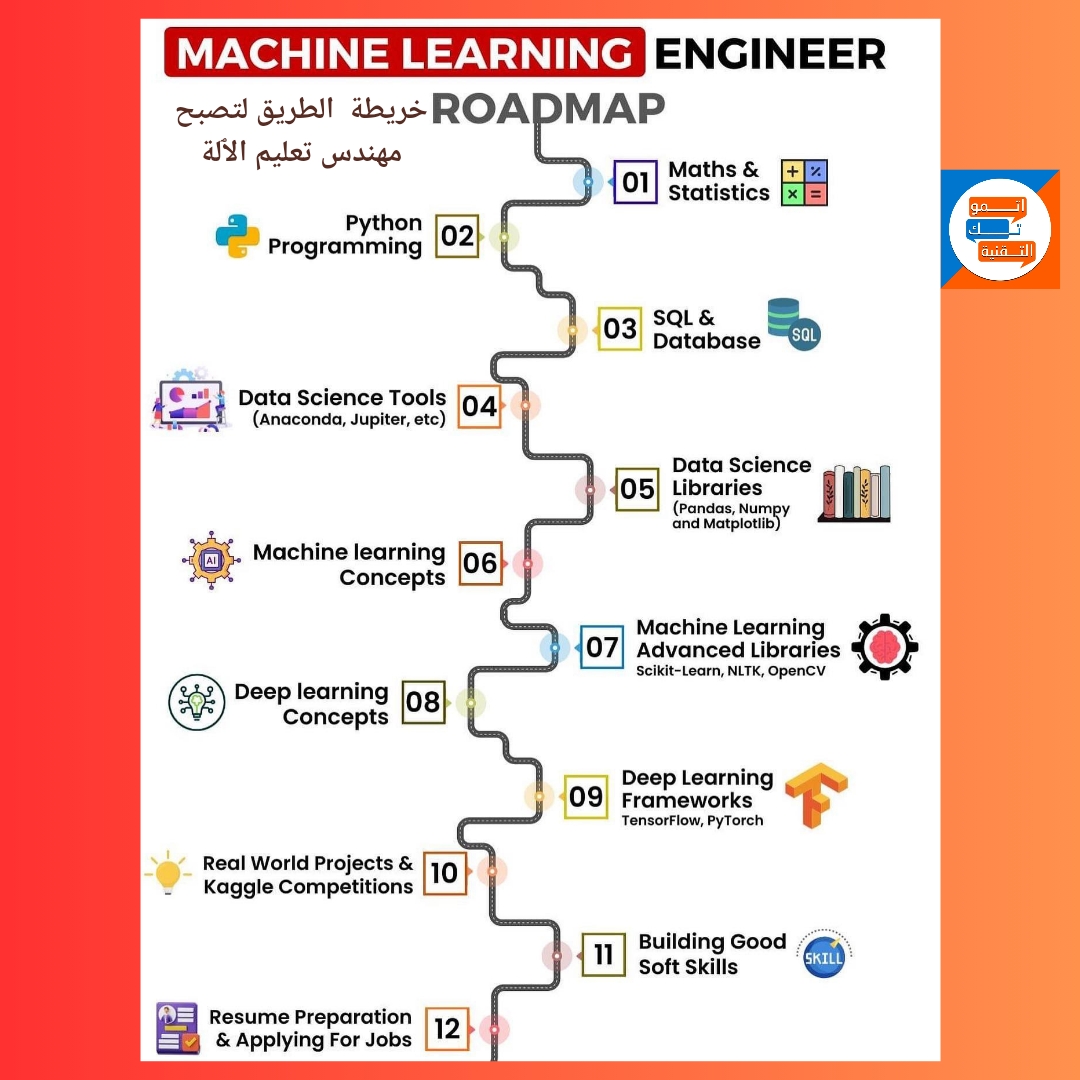 MACHINE LEARNING ENGINEER
ROADMAP
خريطة الطريق لتصبح
مهندس تعليم الألة
اتمو
تك
التقنية
01
Maths &
Statistics
+ %
× =
Python
Programming
02
03
SQL &
Database
SQL
Data Science Tools
(Anaconda, Jupiter, etc)
04
05
Data Science
Libraries
(Pandas, Numpy
and Matplotlib)
Machine learning
Concepts
06
AI
07
Machine Learning
Advanced Libraries
Scikit-Learn, NLTK, OpenCV
Deep learning
Concepts
08
09
Deep Learning
Frameworks
TensorFlow, PyTorch
Real World Projects &
Kaggle Competitions
10
11
Building Good
Soft Skills
SKILL
Resume Preparation
& Applying For Jobs
12